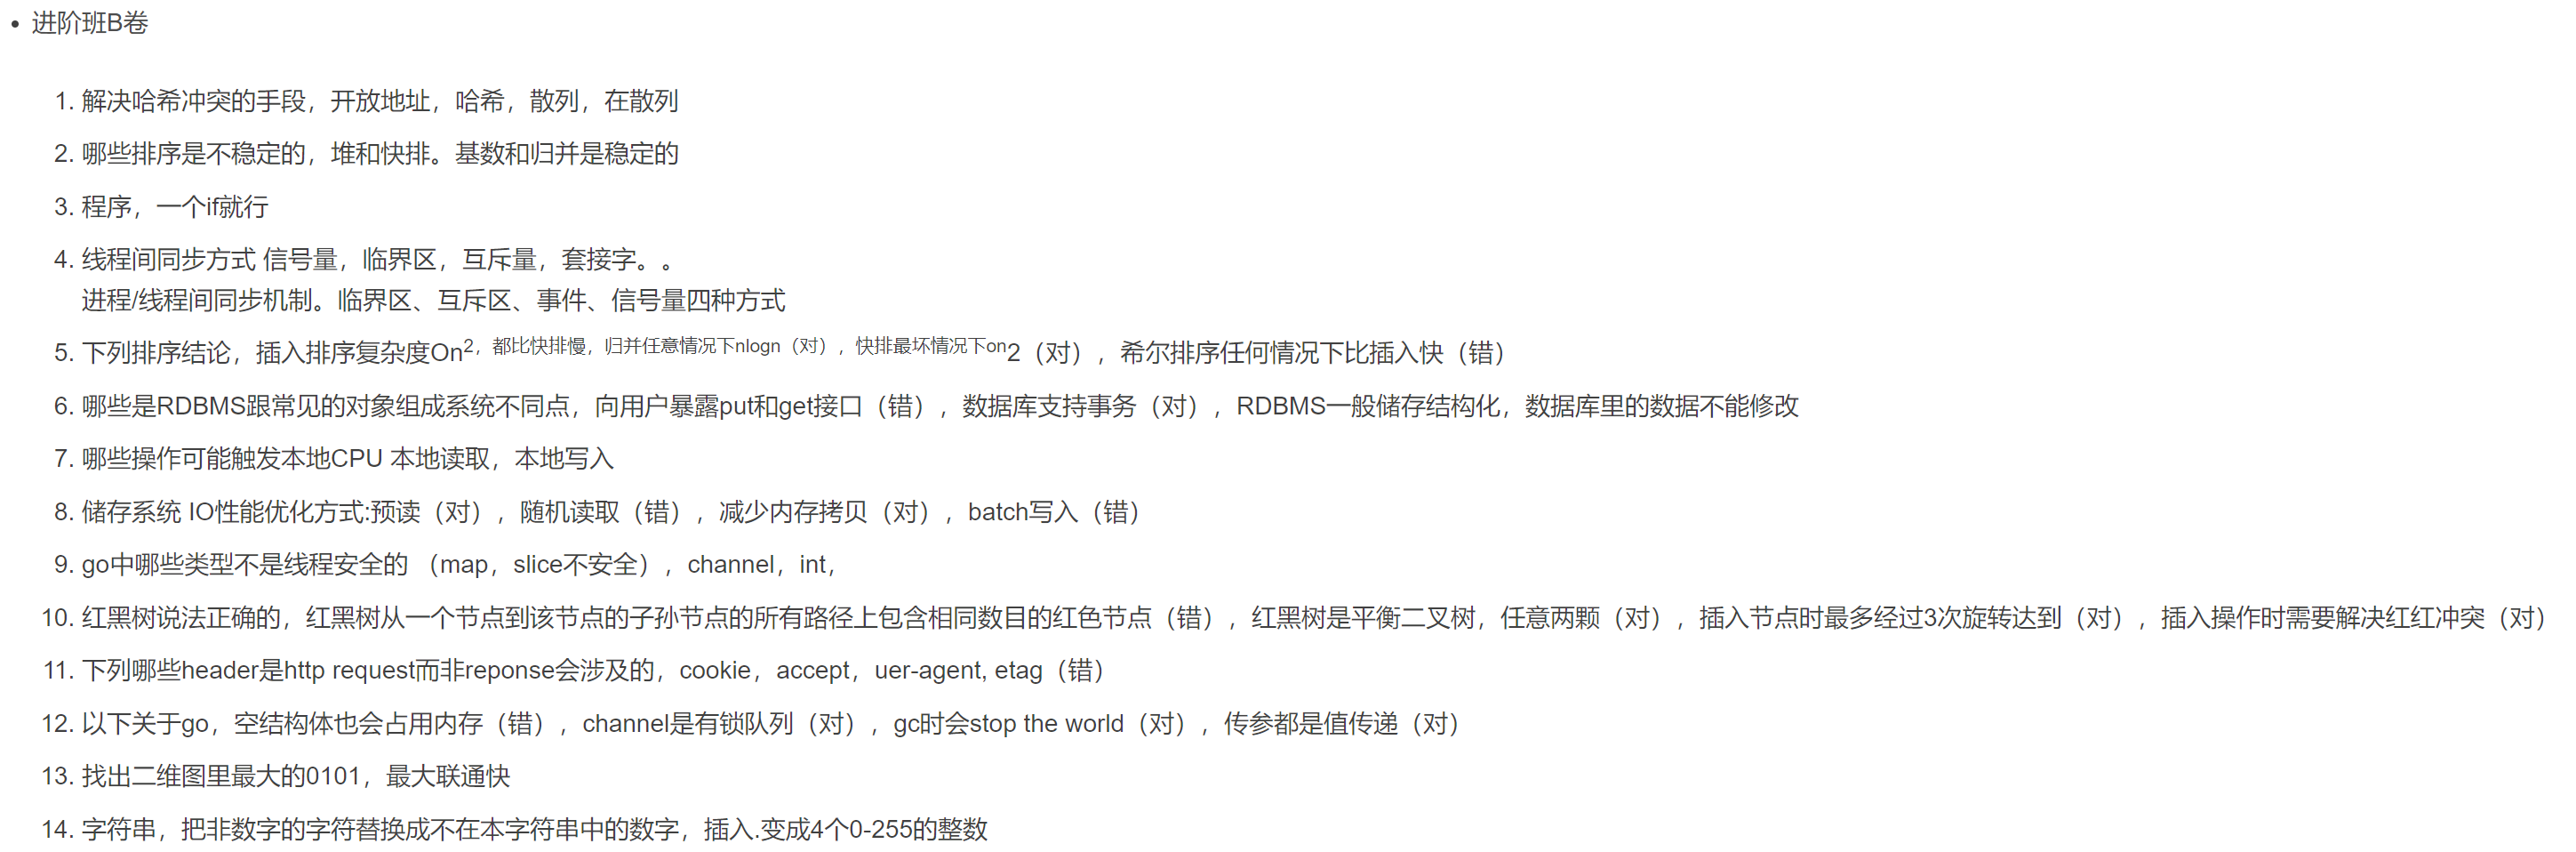 • 进阶班B卷
1. 解决哈希冲突的手段，开放地址，哈希，散列，在散列
2. 哪些排序是不稳定的，堆和快排。基数和归并是稳定的
3. 程序，一个if就行
4. 线程间同步方式 信号量，临界区，互斥量，套接字。。
进程/线程间同步机制。临界区、互斥区、事件、信号量四种方式
5. 下列排序结论，插入排序复杂度On2，都比快排慢，归并任意情况下nlogn（对），快排最坏情况下on2（对），希尔排序任何情况下比插入快（错）
6. 哪些是RDBMS跟常见的对象组成系统不同点，向用户暴露put和get接口（错），数据库支持事务（对），RDBMS一般储存结构化，数据库里的数据不能修改
7. 哪些操作可能触发本地CPU 本地读取，本地写入
8. 储存系统 IO性能优化方式:预读（对），随机读取（错），减少内存拷贝（对），batch写入（错）
9. go中哪些类型不是线程安全的 （map，slice不安全），channel，int，
10. 红黑树说法正确的，红黑树从一个节点到该节点的子孙节点的所有路径上包含相同数目的红色节点（错），红黑树是平衡二叉树，任意两颗（对），插入节点时最多经过3次旋转达到（对），插入操作时需要解决红红冲突（对）
11. 下列哪些header是http request而非reponse会涉及的，cookie，accept，uer-agent, etag（错）
12. 以下关于go，空结构体也会占用内存（错），channel是有锁队列（对），gc时会stop the world（对），传参都是值传递（对）
13. 找出二维图里最大的0101，最大联通快
14. 字符串，把非数字的字符替换成不在本字符串中的数字，插入.变成4个0-255的整数